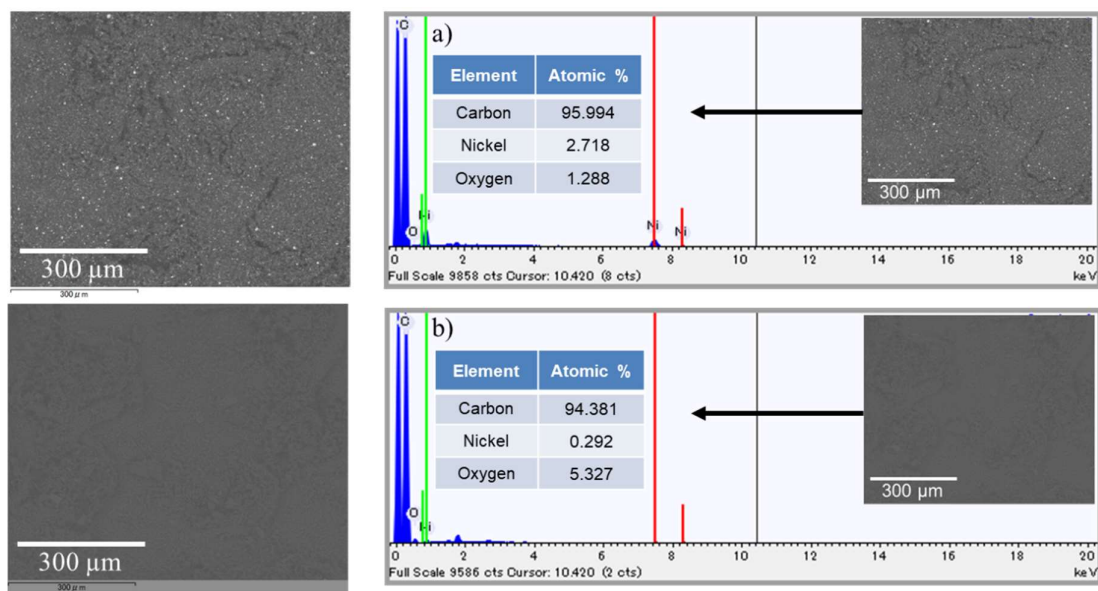 300 µm
300 µm
a)
C
Element Atomic %
Carbon 95.994
Nickel 2.718
Oxygen 1.288
300 µm
O Ni Ni Ni
0 2 4 6 8 10 12 14 16 18 20
Full Scale 9858 cts Cursor: 10.420 (8 cts) keV
300 µm
300 µm
b)
C
Element Atomic %
Carbon 94.381
Nickel 0.292
Oxygen 5.327
300 µm
O Ni
0 2 4 6 8 10 12 14 16 18 20
Full Scale 9586 cts Cursor: 10.420 (2 cts) keV